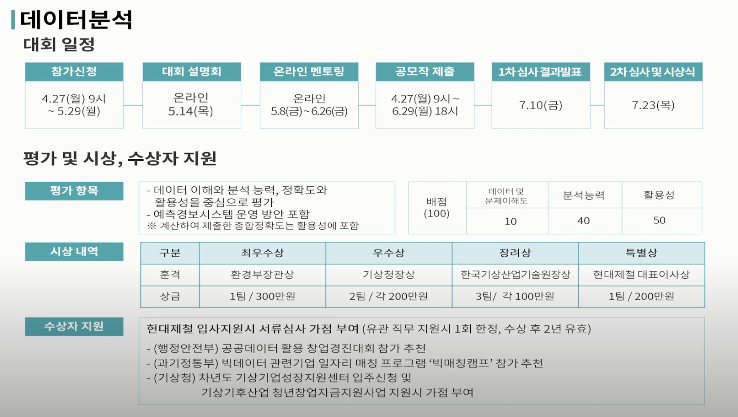 데이터분석
대회 일정
참가신청
4.27(월) 9시
~ 5.29(월)
대회 설명회
온라인
5.14(목)
온라인 멘토링
온라인
5.8(금)~6.26(금)
공모작 제출
4.27(월) 9시~
6.29(월) 18시
1차 심사 결과발표
7.10(금)
2차 심사 및 시상식
7.23(목)
평가 및 시상, 수상자 지원
평가 항목
- 데이터 이해와 분석 능력, 정확도와
활용성을 중심으로 평가
- 예측경보시스템 운영 방안 포함
※ 계산하여 제출한 종합정확도는 활용성에 포함
배점
(100)
데이터 및
문제이해도
분석능력
활용성
10
40
50
시상 내역
구분
최우수상
우수상
장려상
특별상
훈격
환경부장관상
기상청장상
한국기상산업기술원장상
현대제철 대표이사상
상금
1팀 / 300만원
2팀 / 각 200만원
3팀/ 각 100만원
1팀 / 200만원
수상자 지원
현대제철 입사지원시 서류심사 가점 부여 (유관 직무 지원시 1회 한정, 수상 후 2년 유효)
- (행정안전부) 공공데이터 활용 창업경진대회 참가 추천
- (과기정통부) 빅데이터 관련기업 일자리 매칭 프로그램 '빅매칭캠프' 참가 추천
- (기상청) 차년도 기상기업성장지원센터 입주신청 및
기상기후산업 청년창업자금지원사업 지원시 가점 부여